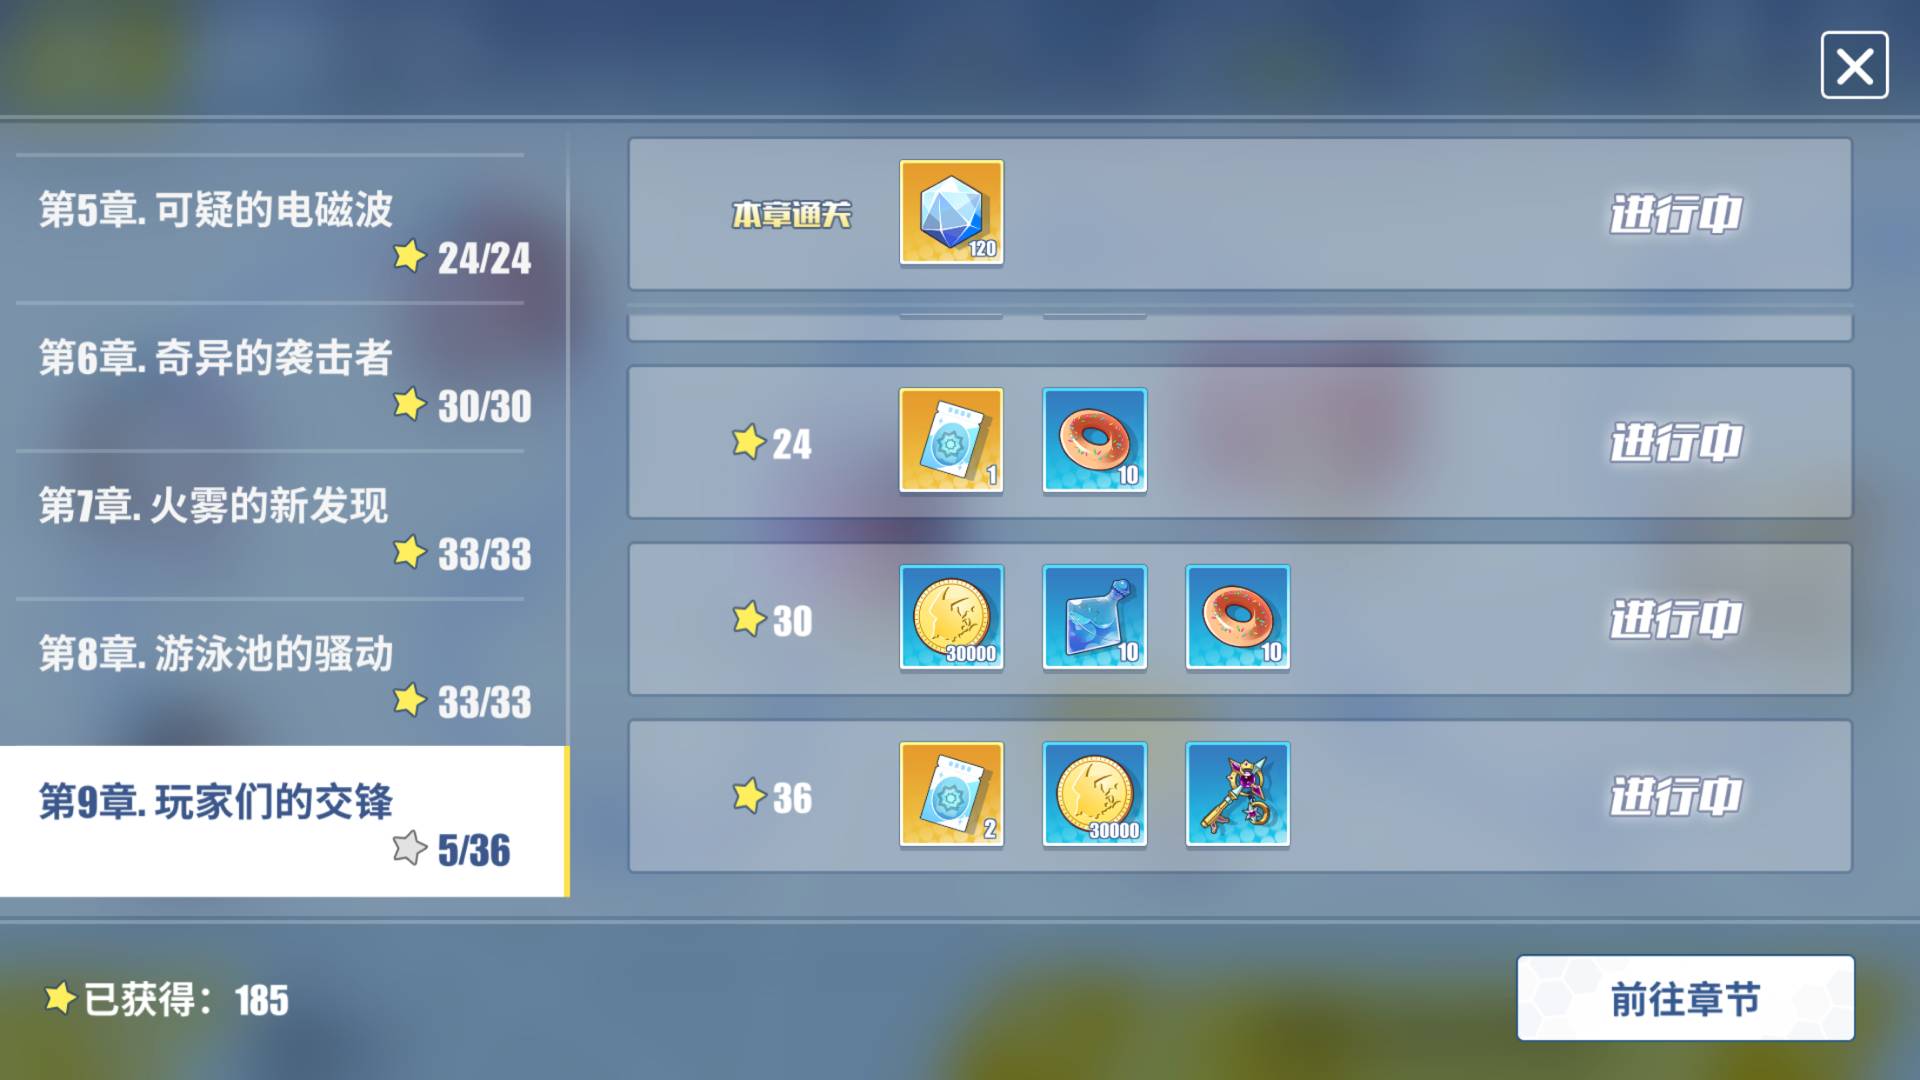 第5章. 可疑的电磁波
24/24
第6章. 奇异的袭击者
30/30
第7章. 火雾的新发现
33/33
第8章. 游泳池的骚动
33/33
第9章. 玩家们的交锋
5/36
本章通关
120
进行中
24
1
10
进行中
30
30000
10
10
进行中
36
2
30000
进行中
已获得：185
前往章节